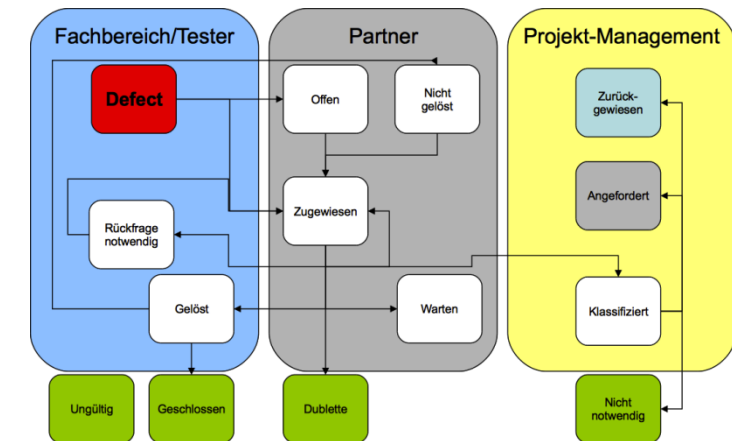 Fachbereich/Tester
Partner
Projekt-Management
Defect
Offen
Nicht
gelöst
Zurück-
gewiesen
Rückfrage
notwendig
Zugewiesen
Angefordert
Gelöst
Warten
Klassifiziert
Ungültig
Geschlossen
Dublette
Nicht
notwendig